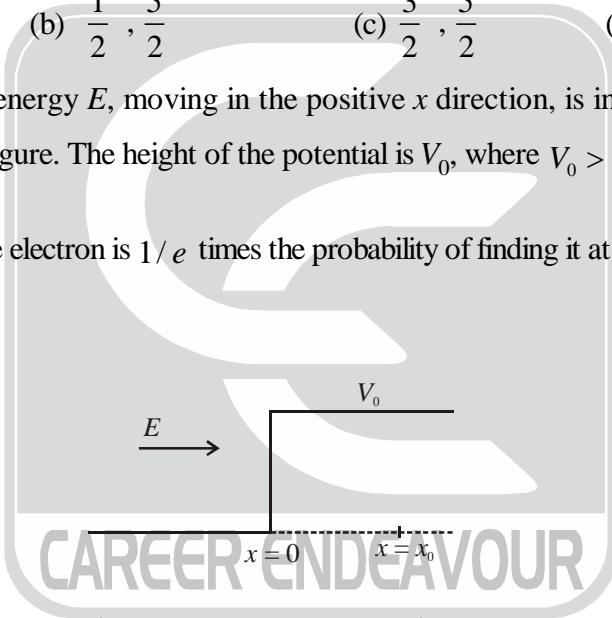 (b) 1/2 , 5/2 (c) 3/2 , 5/2 (
energy E, moving in the positive x direction, is in
gure. The height of the potential is V₀, where V₀ >
e electron is 1/e times the probability of finding it at
V₀
E
x = 0 x = x₀
CAREER ENDEAVOUR